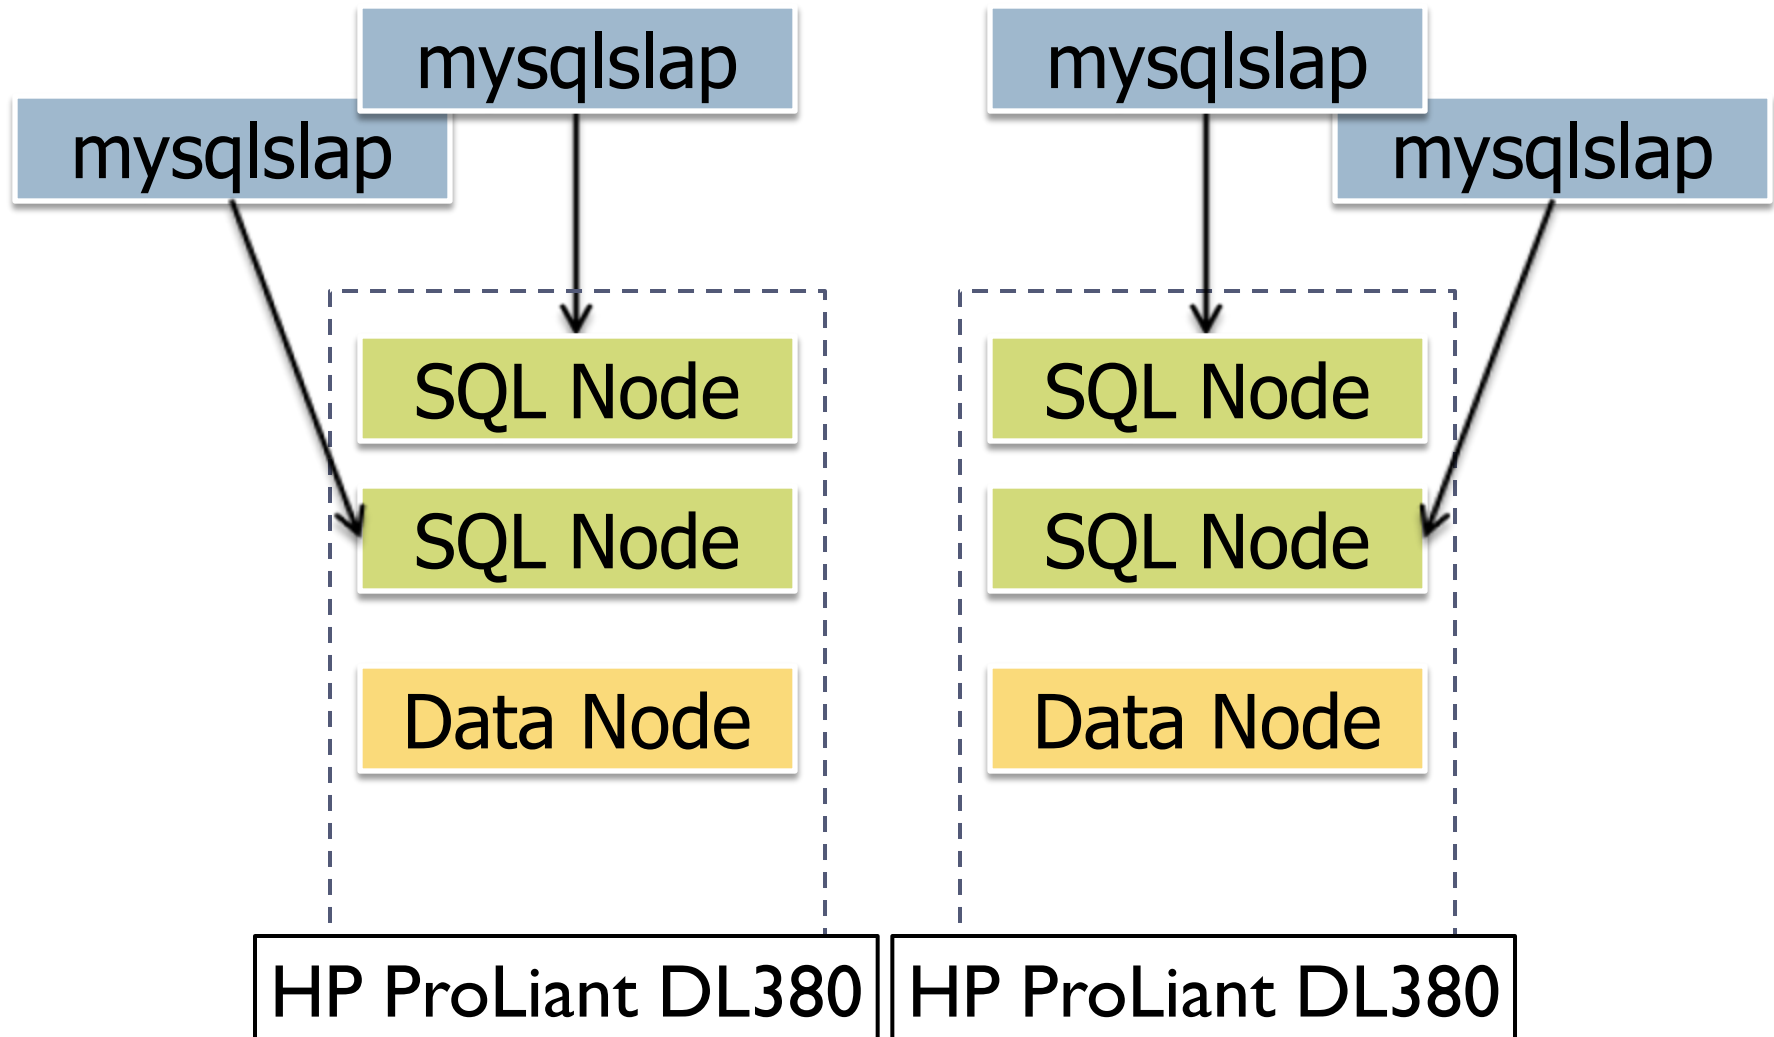 mysqlslap
mysqlslap
mysqlslap
mysqlslap
SQL Node
SQL Node
SQL Node
SQL Node
Data Node
Data Node
HP ProLiant DL380
HP ProLiant DL380